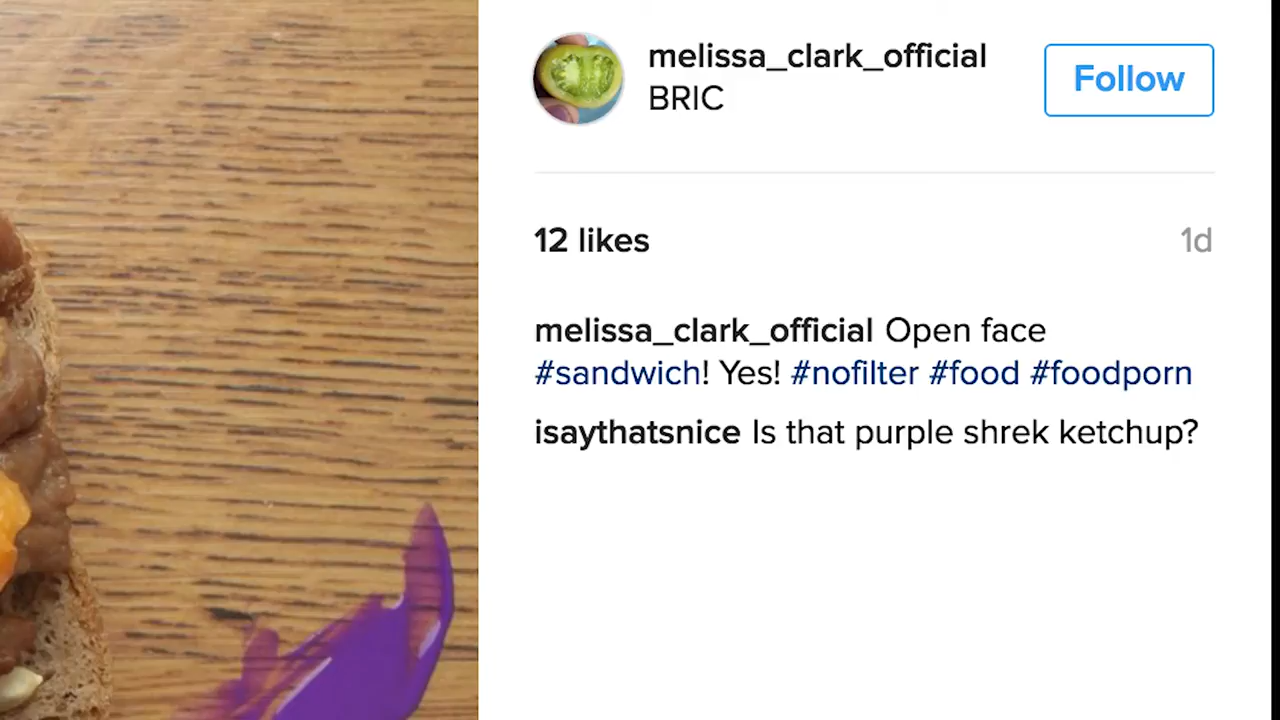 melissa_clark_official
BRIC
Follow
12 likes
1d
melissa_clark_official Open face
#sandwich! Yes! #nofilter #food #foodporn
isaythatsnice Is that purple shrek ketchup?